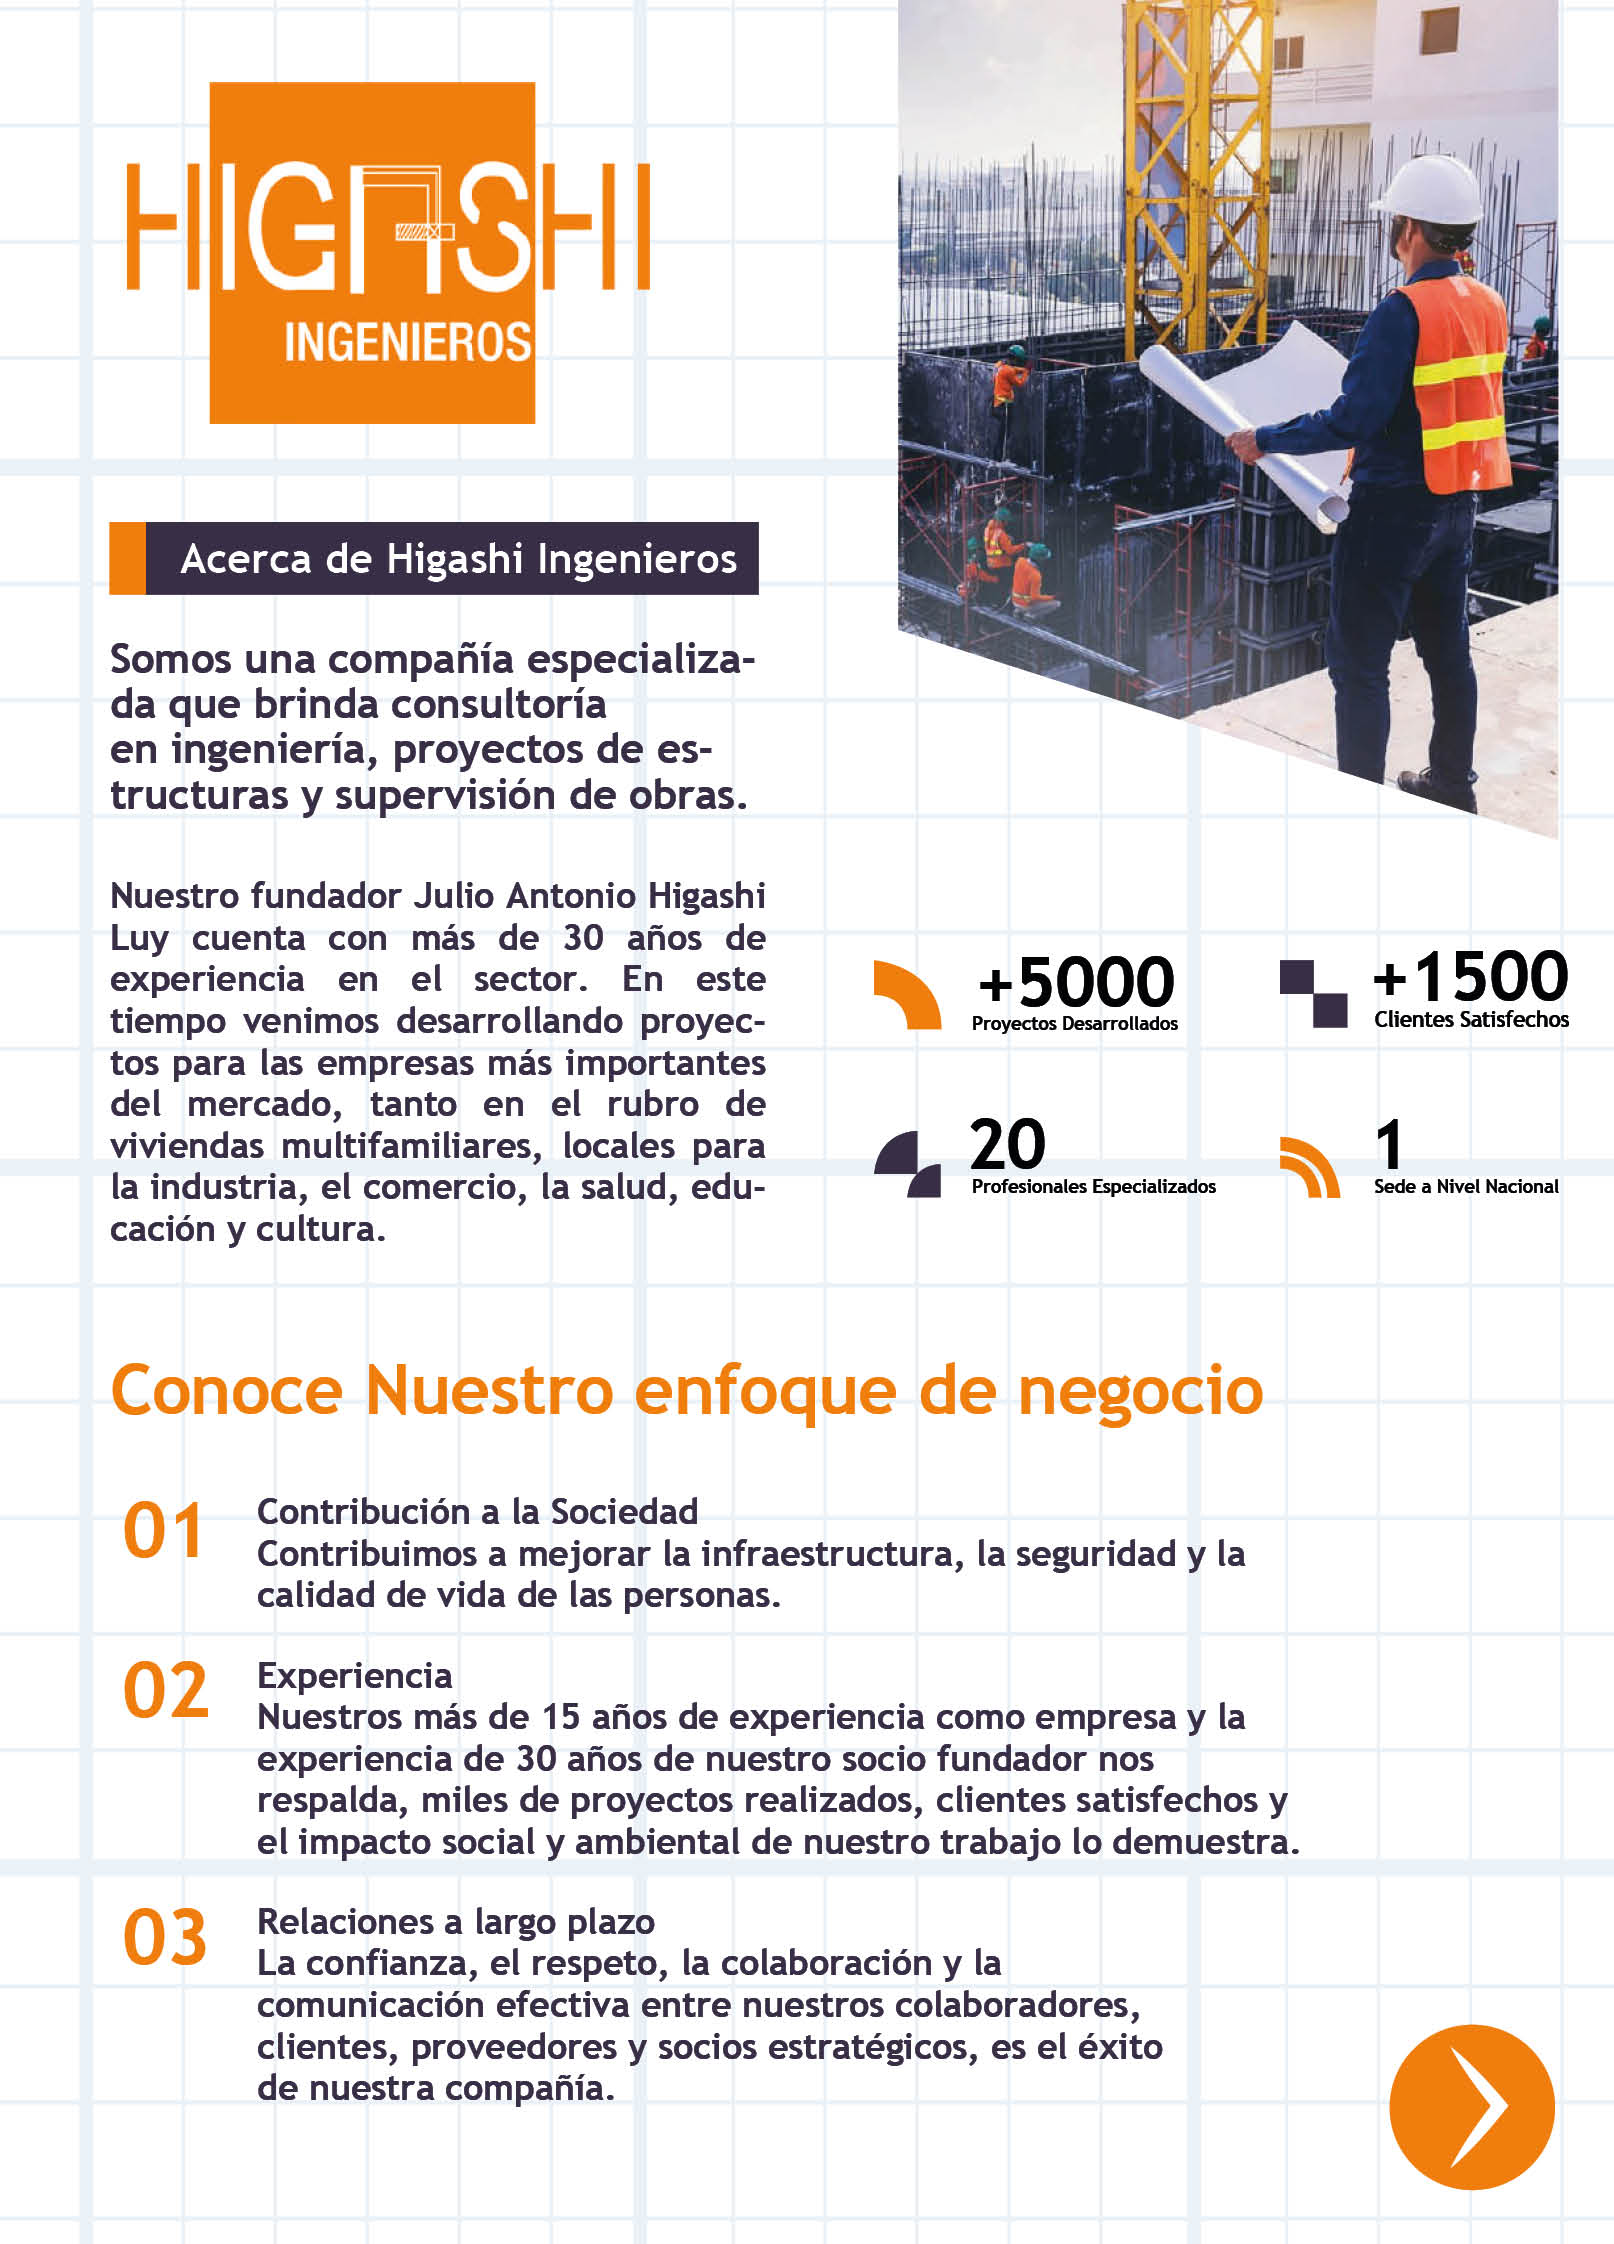 HIGASHI
INGENIEROS
Acerca de Higashi Ingenieros
Somos una compañía especializa-
da que brinda consultoría
en ingeniería, proyectos de es-
tructuras y supervisión de obras.
Nuestro fundador Julio Antonio Higashi
Luy cuenta con más de 30 años de
experiencia en el sector. En este
tiempo venimos desarrollando proyec-
tos para las empresas más importantes
del mercado, tanto en el rubro de
viviendas multifamiliares, locales para
la industria, el comercio, la salud, edu-
cación y cultura.
+5000
Proyectos Desarrollados
+1500
Clientes Satisfechos
20
Profesionales Especializados
1
Sede a Nivel Nacional
Conoce Nuestro enfoque de negocio
01
Contribución a la Sociedad
Contribuimos a mejorar la infraestructura, la seguridad y la
calidad de vida de las personas.
02
Experiencia
Nuestros más de 15 años de experiencia como empresa y la
experiencia de 30 años de nuestro socio fundador nos
respalda, miles de proyectos realizados, clientes satisfechos y
el impacto social y ambiental de nuestro trabajo lo demuestra.
03
Relaciones a largo plazo
La confianza, el respeto, la colaboración y la
comunicación efectiva entre nuestros colaboradores,
clientes, proveedores y socios estratégicos, es el éxito
de nuestra compañía.